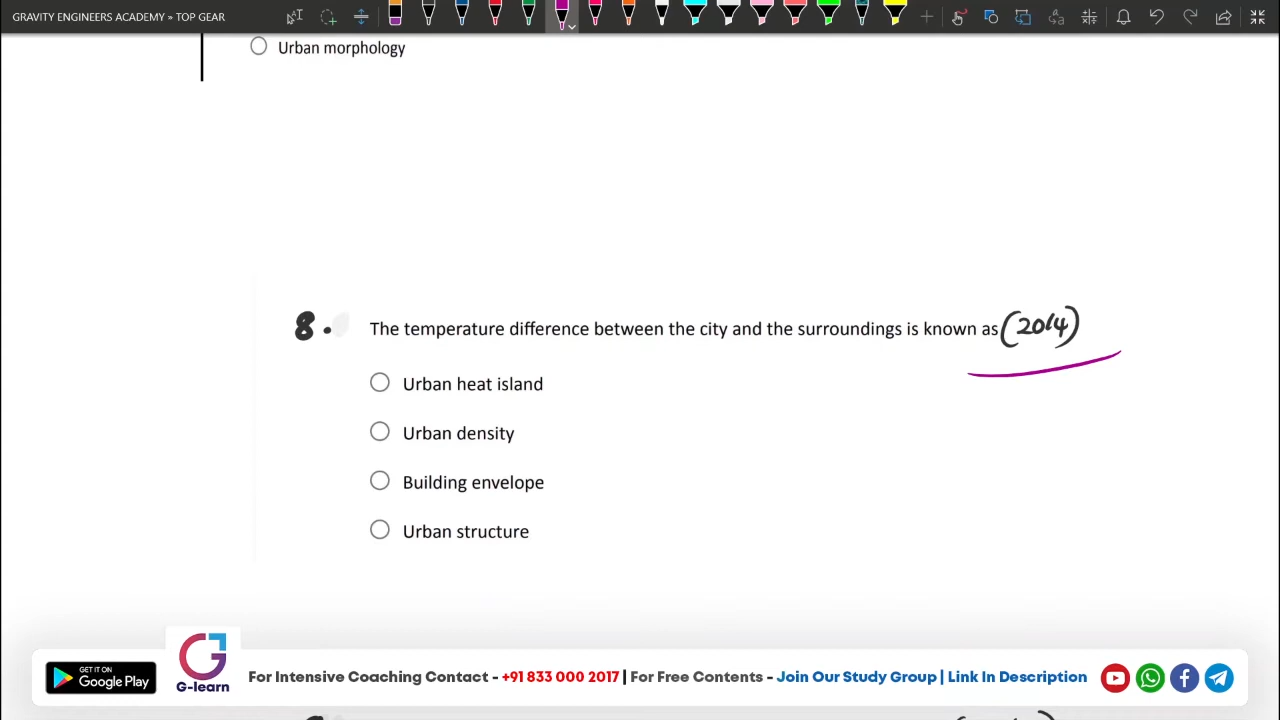 GRAVITY ENGINEERS ACADEMY » TOP GEAR
Urban morphology
8. The temperature difference between the city and the surroundings is known as (2014)
Urban heat island
Urban density
Building envelope
Urban structure
GET IT ON
Google Play
G-learn
For Intensive Coaching Contact - +91 833 000 2017 | For Free Contents - Join Our Study Group | Link In Description